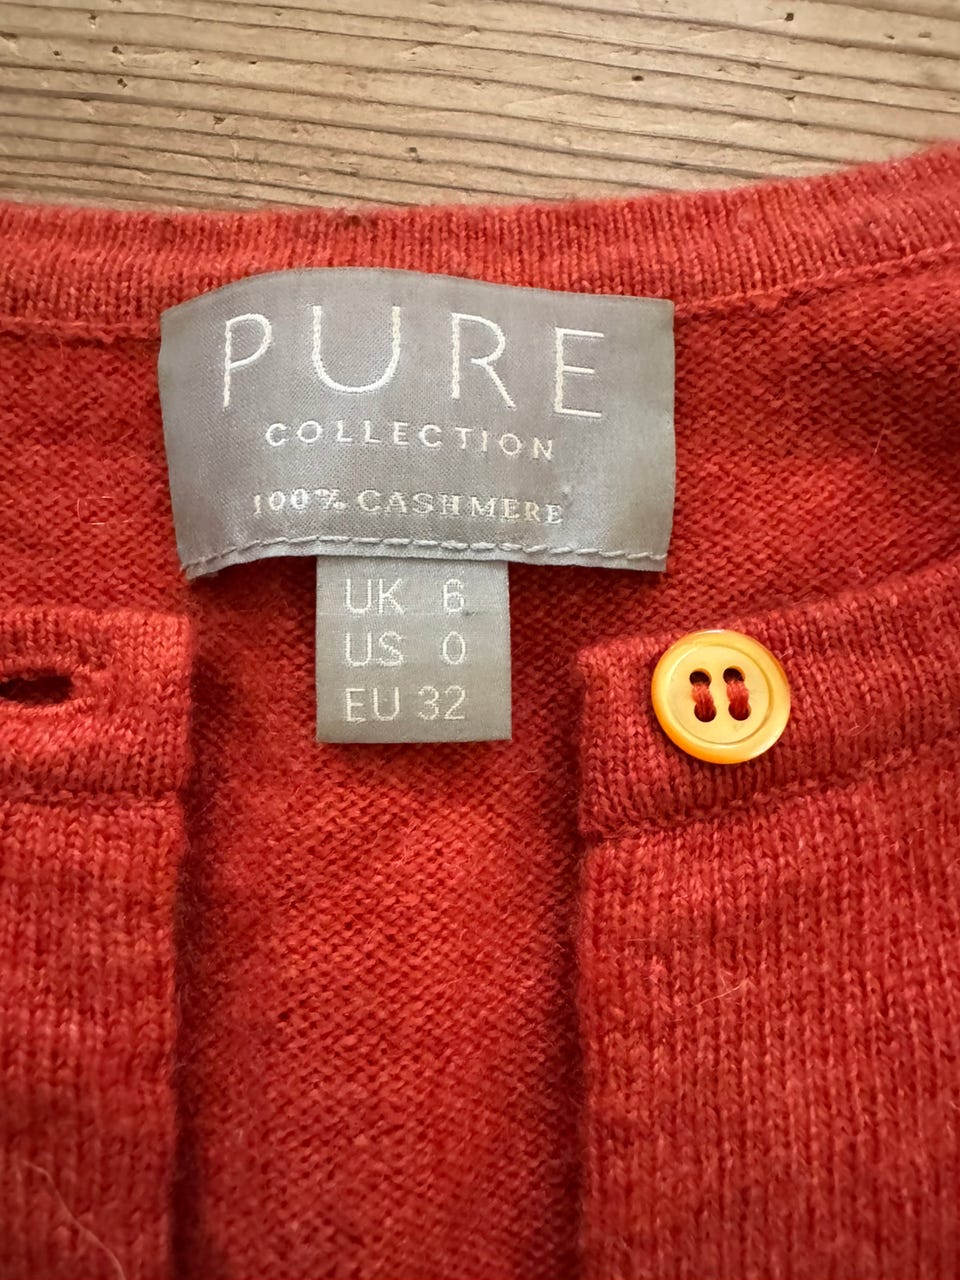 PURE
COLLECTION
100% CASHMERE
UK 6
US 0
EU 32